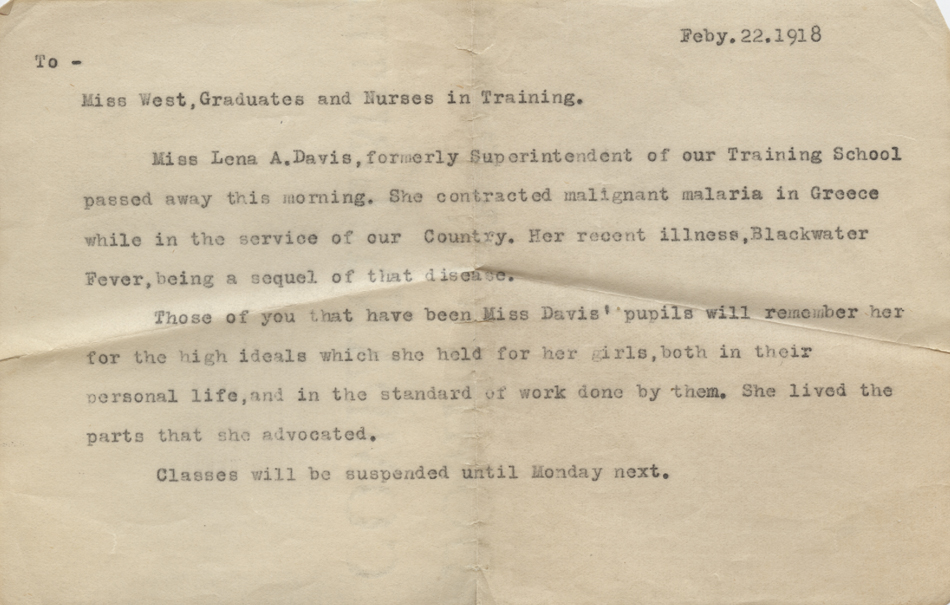 Feby.22.1918
To -
Miss West,Graduates and Nurses in Training.
Miss Lena A.Davis,formerly Superintendent of our Training School
passed away this morning. She contracted malignant malaria in Greece
while in the service of our Country. Her recent illness,Blackwater
Fever,being a sequel of that disease.
Those of you that have been Miss Davis' pupils will remember her
for the high ideals which she held for her girls,both in their
personal life,and in the standard of work done by them. She lived the
parts that she advocated.
Classes will be suspended until Monday next.